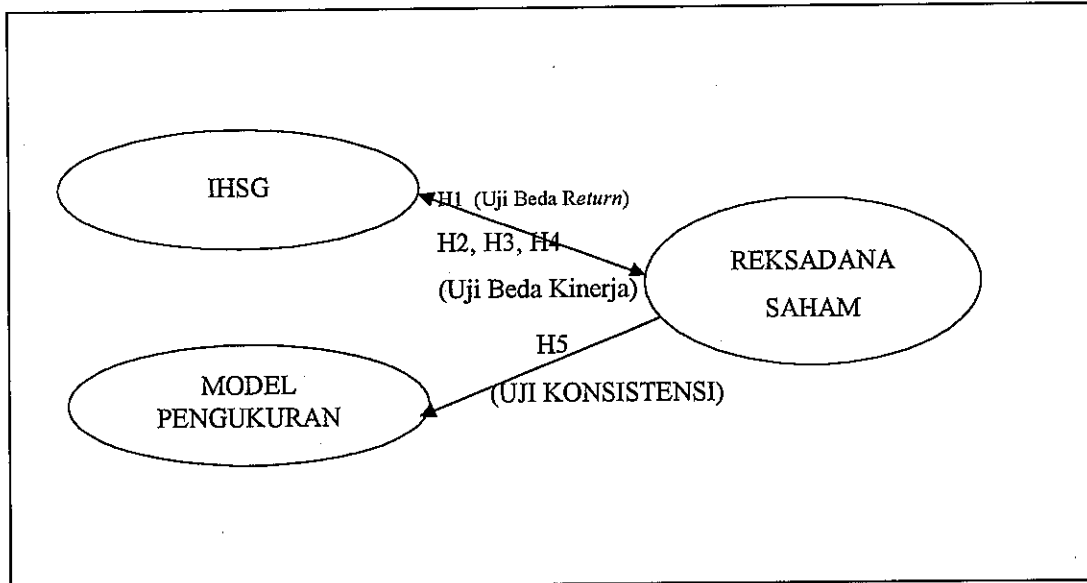 IHSG
H1 (Uji Beda Return)
H2, H3, H4
(Uji Beda Kinerja)
REKSADANA
SAHAM
H5
(UJI KONSISTENSI)
MODEL
PENGUKURAN